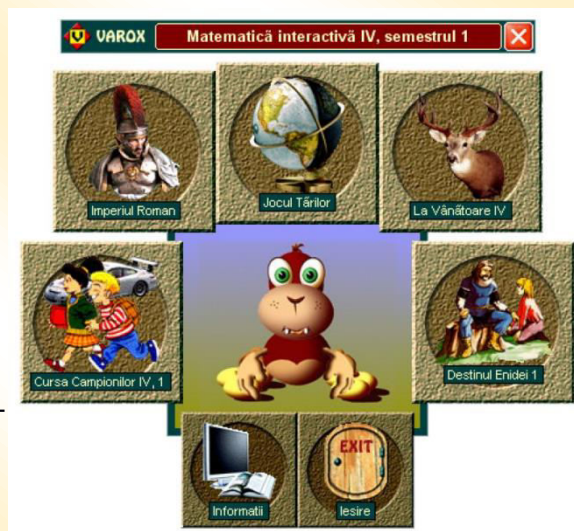 V VAROX Matematică interactivă IV, semestrul 1
Imperiul Roman
Jocul Tărilor
La Vânătoare IV
Cursa Campionilor IV, 1
Destinul Enidei 1
EXIT
Informatii
Iesire